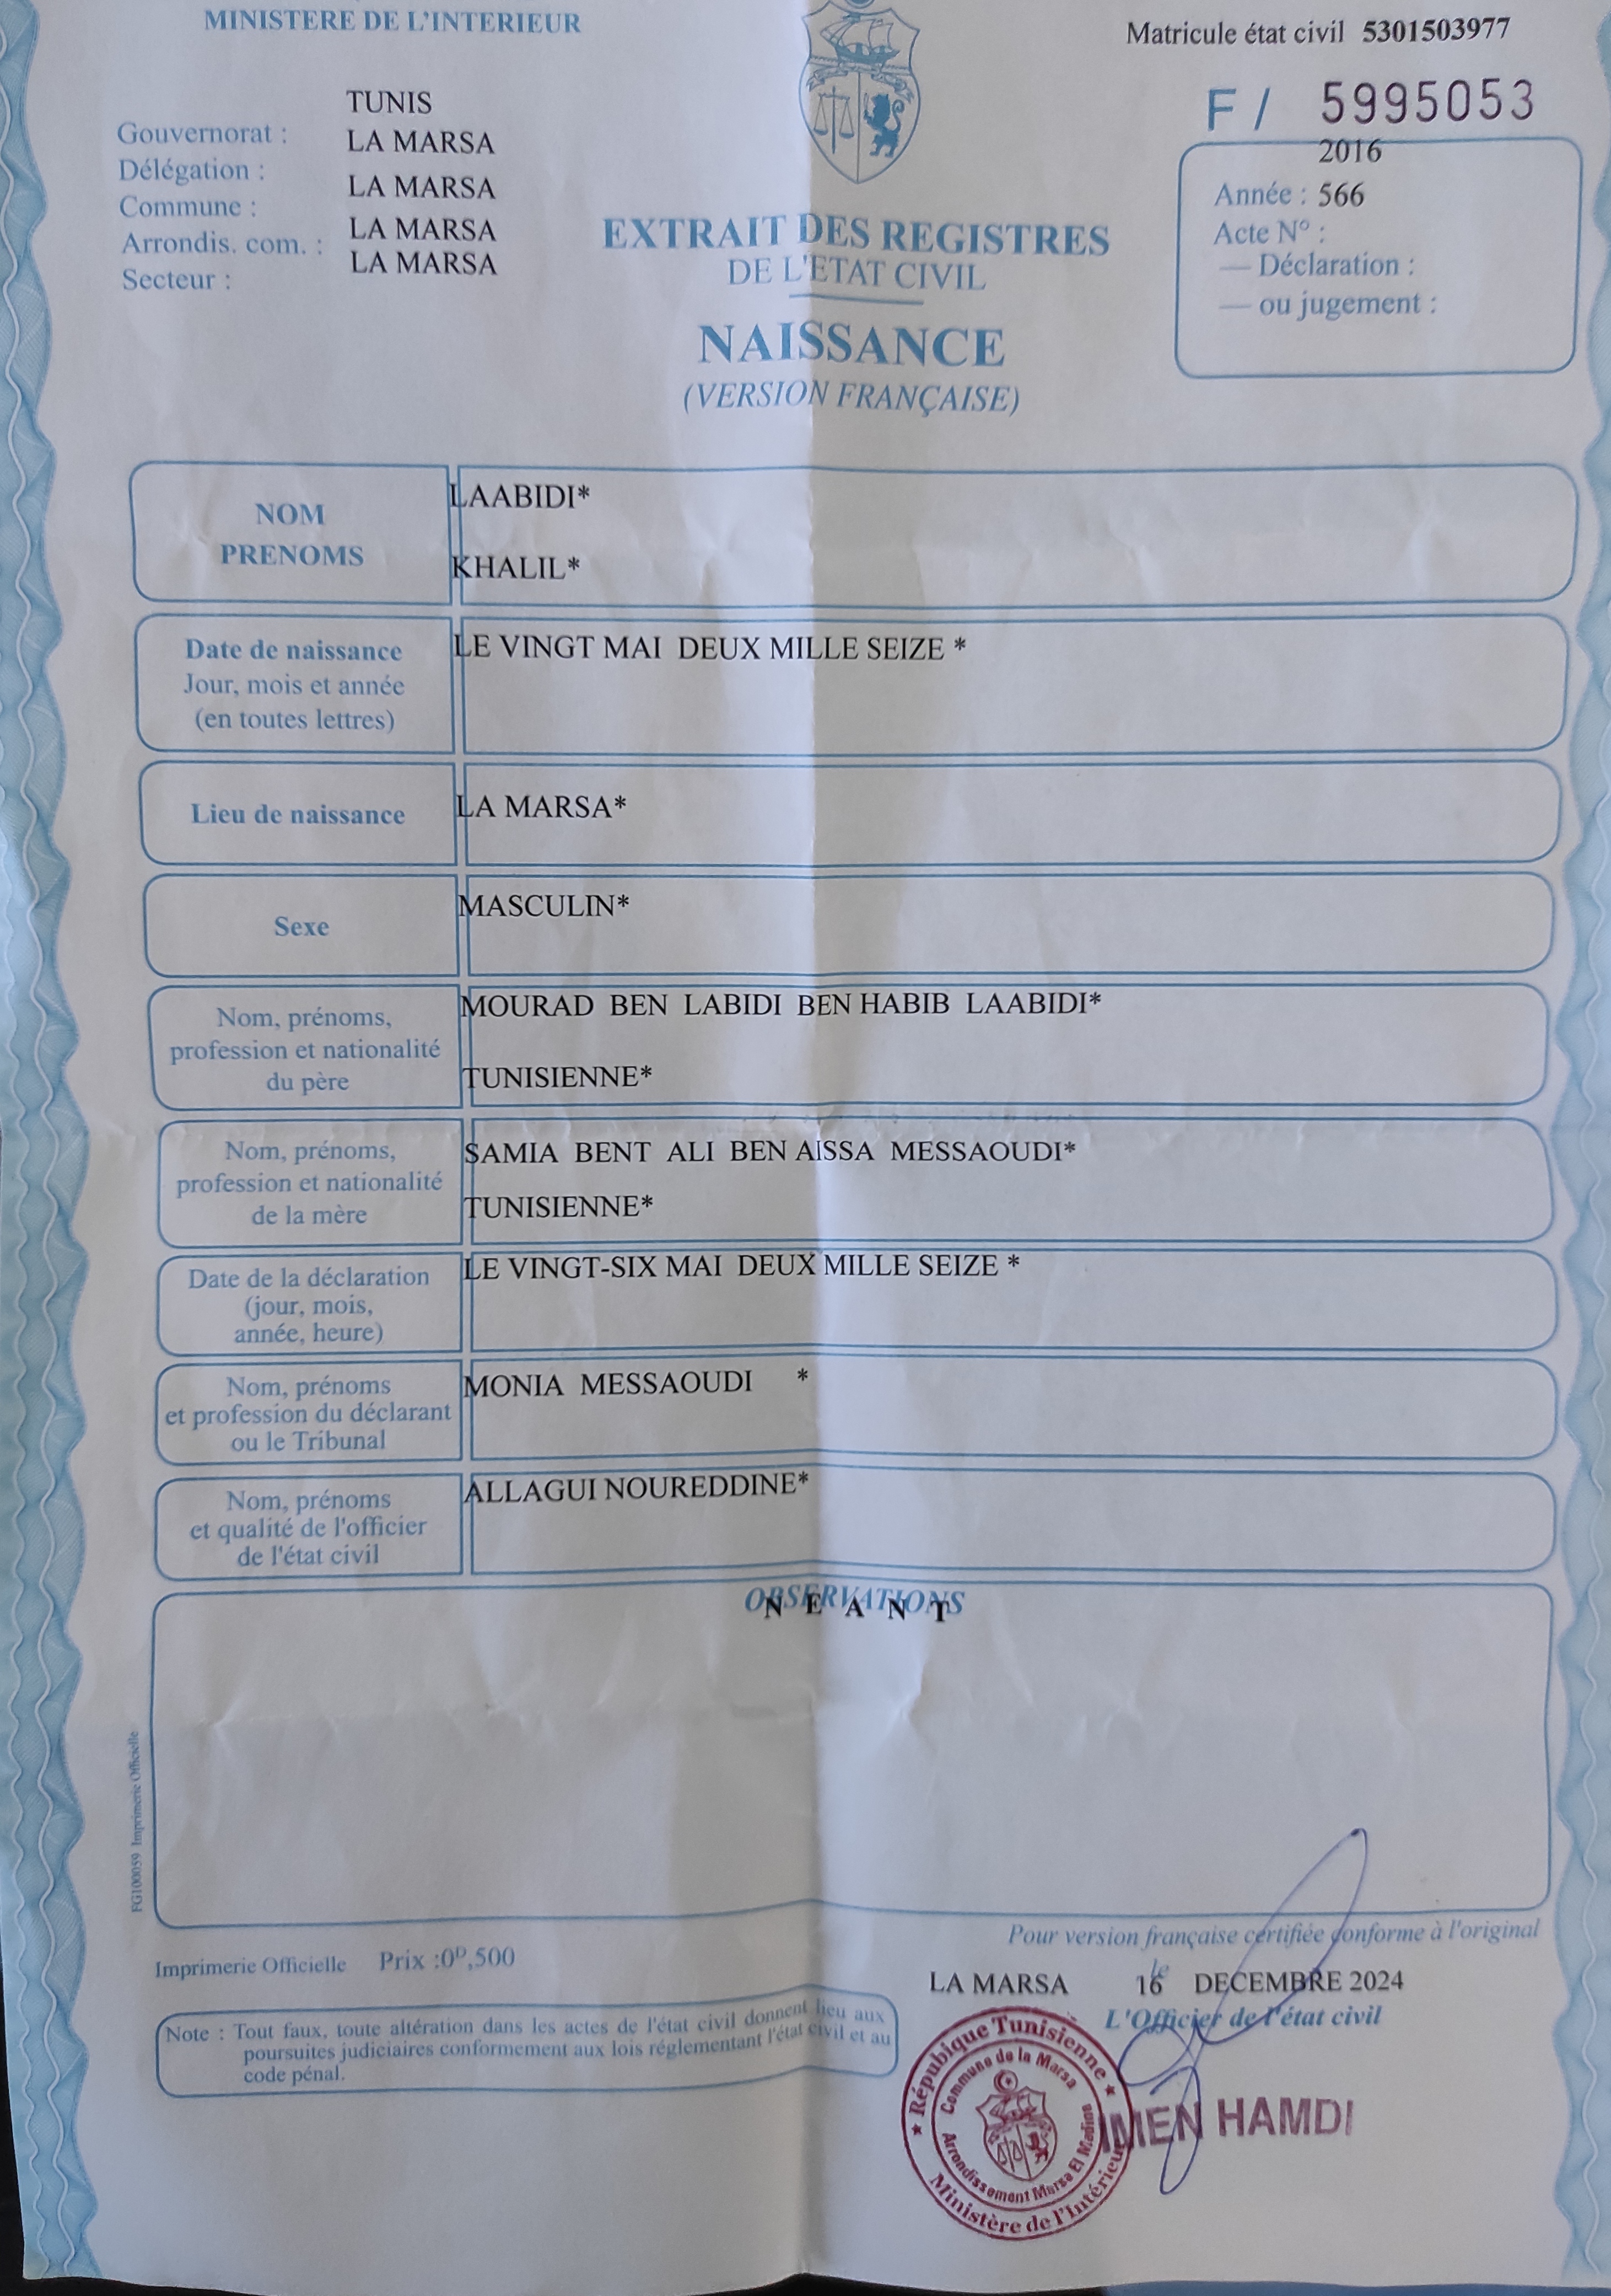 MINISTERE DE L'INTERIEUR
Matricule état civil 5301503977
F / 5995053
TUNIS
Gouvernorat : LA MARSA
Délégation : LA MARSA
Commune : LA MARSA
Arrondis. com. : LA MARSA
Secteur :
2016
Année : 566
Acte N° :
— Déclaration :
— ou jugement :
EXTRAIT DES REGISTRES
DE L'ETAT CIVIL
NAISSANCE
(VERSION FRANÇAISE)
NOM
PRENOMS
LAABIDI*
KHALIL*
Date de naissance
Jour, mois et année
(en toutes lettres)
LE VINGT MAI DEUX MILLE SEIZE *
Lieu de naissance
LA MARSA*
Sexe
MASCULIN*
Nom, prénoms,
profession et nationalité
du père
MOURAD BEN LABIDI BEN HABIB LAABIDI*
TUNISIENNE*
Nom, prénoms,
profession et nationalité
de la mère
SAMIA BENT ALI BEN AISSA MESSAOUDI*
TUNISIENNE*
Date de la déclaration
(jour, mois,
année, heure)
LE VINGT-SIX MAI DEUX MILLE SEIZE *
Nom, prénoms
et profession du déclarant
ou le Tribunal
MONIA MESSAOUDI *
Nom, prénoms
et qualité de l'officier
de l'état civil
ALLAGUI NOUREDDINE*
OBSERVATIONS
N E A N T
FG100059 Imprimerie Officielle
Pour version française certifiée conforme à l'original
Imprimerie Officielle Prix :0ᴰ,500
LA MARSA le 16 DECEMBRE 2024
L'Officier de l'état civil
Note : Tout faux, toute altération dans les actes de l'état civil donnent lieu aux
poursuites judiciaires conformement aux lois réglementant l'état civil et au
code pénal.
République Tunisienne
Commune de la Marsa
Arrondissement Marsa El Madina
Ministère de l'Intérieur
IMEN HAMDI